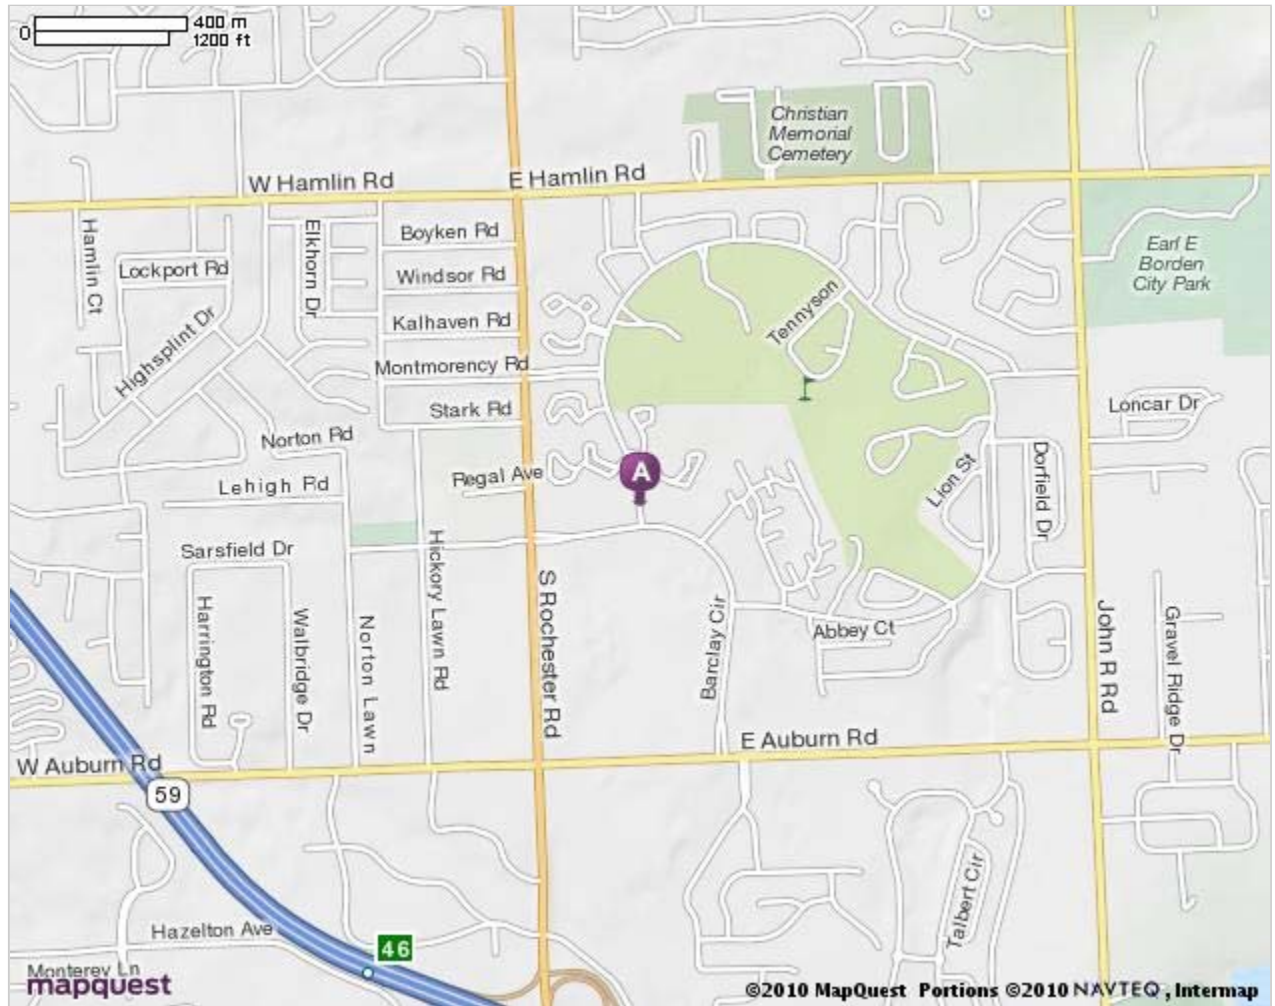 0
400 m
1200 ft
Christian
Memorial
Cemetery
W Hamlin Rd
E Hamlin Rd
Hamlin Ct
Elkhorn Dr
Boyken Rd
Lockport Rd
Windsor Rd
Earl E
Borden
City Park
Highsplint Dr
Kalhaven Rd
Tennyson
Montmorency Rd
Stark Rd
Loncar Dr
Norton Rd
Regal Ave
A
Lehigh Rd
Lion St
Dorfield Dr
Sarsfield Dr
Hickory Lawn Rd
S Rochester Rd
Harrington Rd
Walbridge Dr
Norton Lawn
Barclay Cir
Abbey Ct
John R Rd
Gravel Ridge Dr
E Auburn Rd
W Auburn Rd
59
Talbert Cir
Hazelton Ave
46
Monterey Ln
mapquest
©2010 MapQuest Portions ©2010 NAVTEQ, Intermap